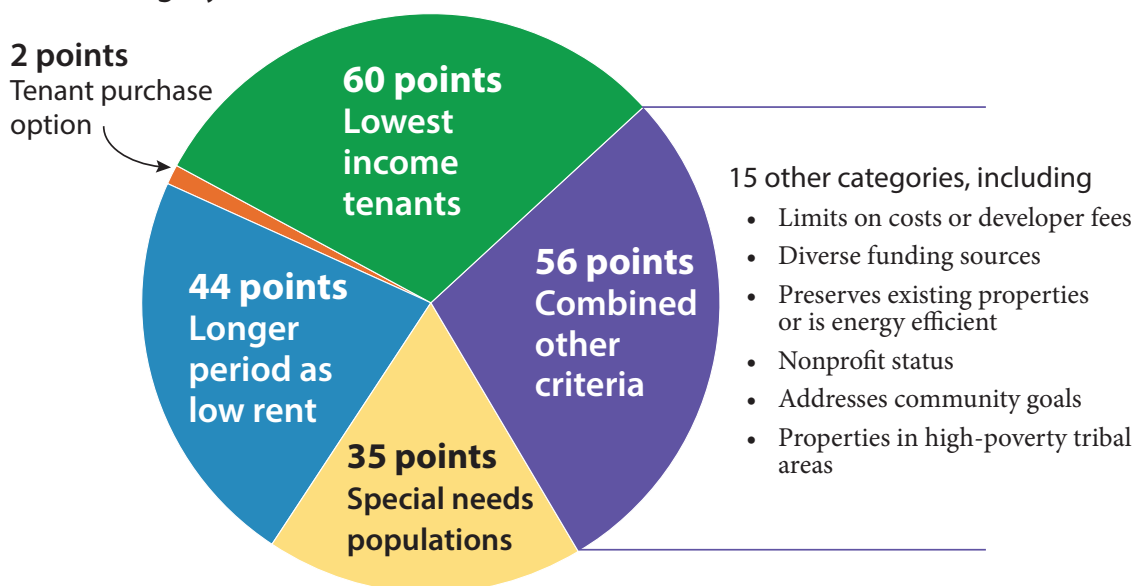 2 points
Tenant purchase
option
60 points
Lowest
income
tenants
56 points
Combined
other
criteria
44 points
Longer
period as
low rent
35 points
Special needs
populations
15 other categories, including
• Limits on costs or developer fees
• Diverse funding sources
• Preserves existing properties
or is energy efficient
• Nonprofit status
• Addresses community goals
• Properties in high-poverty tribal
areas